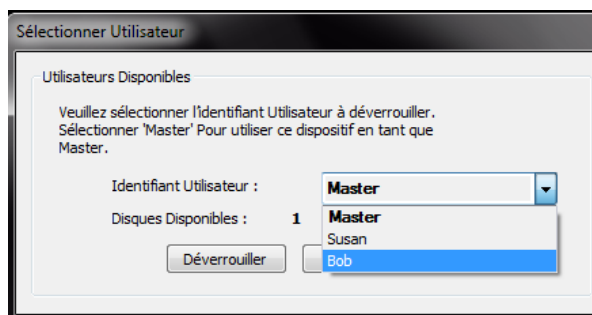 Sélectionner Utilisateur
Utilisateurs Disponibles
Veuillez sélectionner l'identifiant Utilisateur à déverrouiller.
Sélectionner 'Master' Pour utiliser ce dispositif en tant que
Master.
Identifiant Utilisateur : Master
Disques Disponibles : 1 Master
Susan
Bob
Déverrouiller